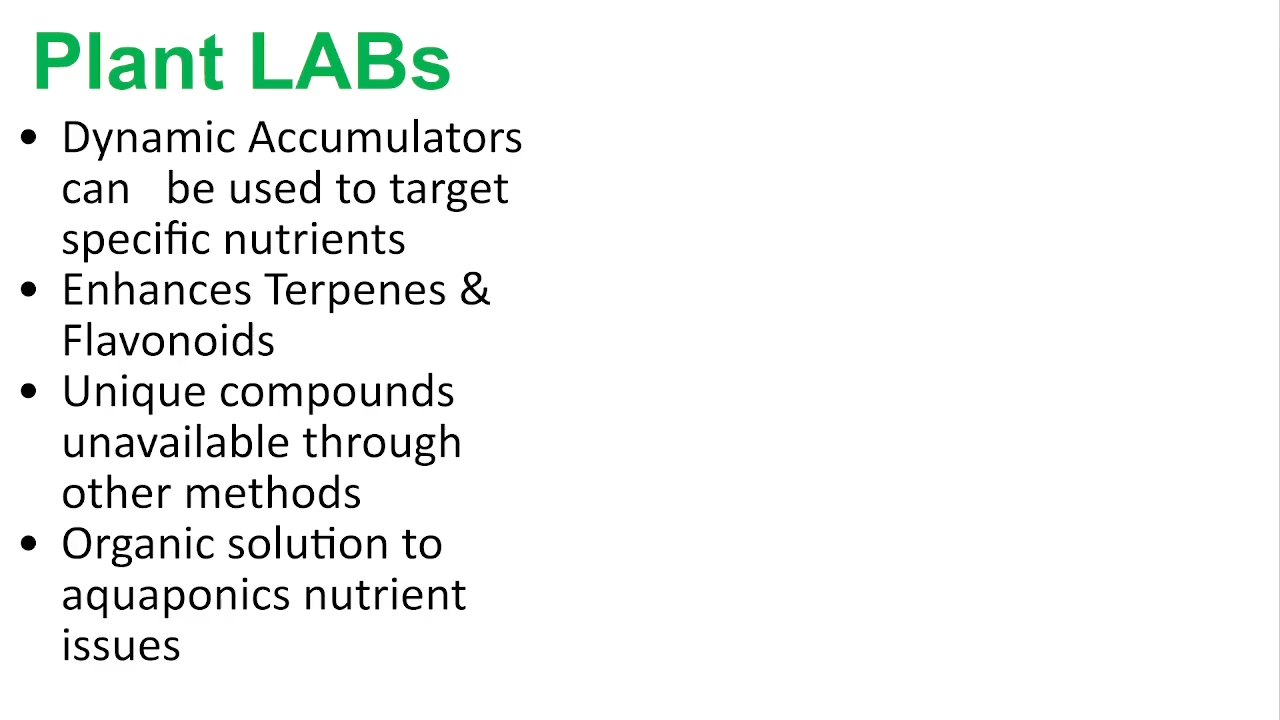 Plant LABs
• Dynamic Accumulators
can   be used to target
specific nutrients
• Enhances Terpenes &
Flavonoids
• Unique compounds
unavailable through
other methods
• Organic solution to
aquaponics nutrient
issues